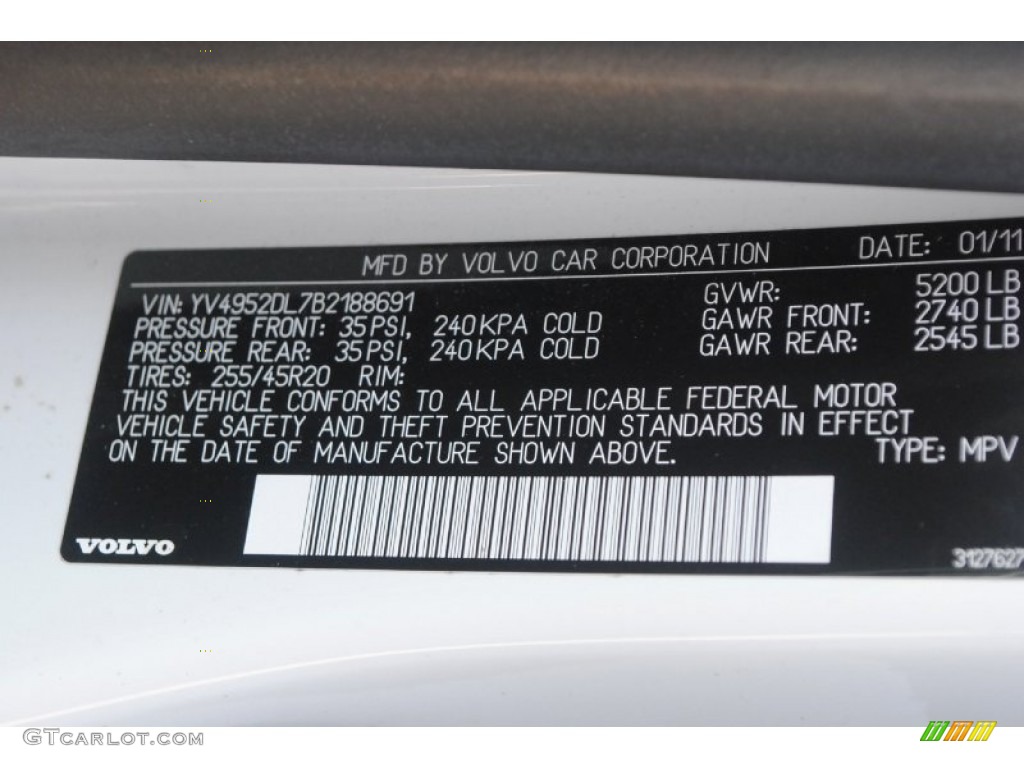 MFD BY VOLVO CAR CORPORATION DATE: 01/11
VIN: YV4952DL7B2188691 GVWR: 5200 LB
PRESSURE FRONT: 35 PSI, 240 KPA COLD GAWR FRONT: 2740 LB
PRESSURE REAR: 35 PSI, 240 KPA COLD GAWR REAR: 2545 LB
TIRES: 255/45R20 RIM:
THIS VEHICLE CONFORMS TO ALL APPLICABLE FEDERAL MOTOR
VEHICLE SAFETY AND THEFT PREVENTION STANDARDS IN EFFECT
ON THE DATE OF MANUFACTURE SHOWN ABOVE. TYPE: MPV
VOLVO
3127627
GTCARLOT.COM